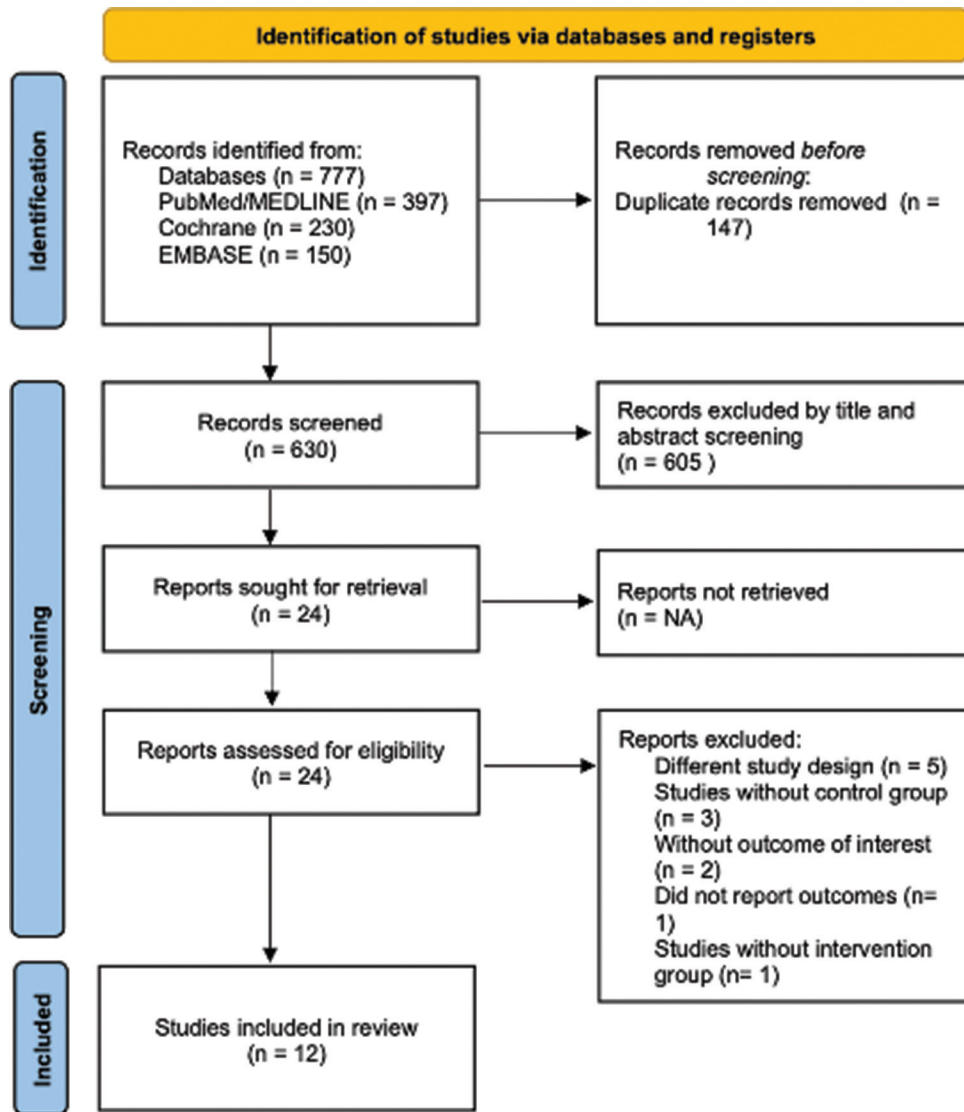 Identification of studies via databases and registers
Identification
Records identified from:
Databases (n = 777)
PubMed/MEDLINE (n = 397)
Cochrane (n = 230)
EMBASE (n = 150)
Records removed before
screening:
Duplicate records removed (n =
147)
Screening
Records screened
(n = 630)
Records excluded by title and
abstract screening
(n = 605 )
Reports sought for retrieval
(n = 24)
Reports not retrieved
(n = NA)
Reports assessed for eligibility
(n = 24)
Reports excluded:
Different study design (n = 5)
Studies without control group
(n = 3)
Without outcome of interest
(n = 2)
Did not report outcomes (n=
1)
Studies without intervention
group (n= 1)
Included
Studies included in review
(n = 12)